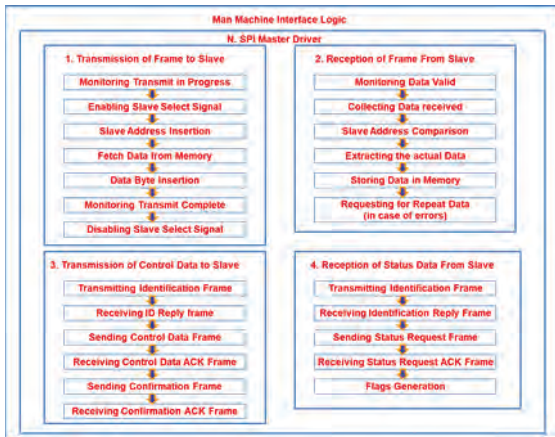 Man Machine Interface Logic
N. SPI Master Driver
1. Transmission of Frame to Slave
Monitoring Transmit in Progress
Enabling Slave Select Signal
Slave Address Insertion
Fetch Data from Memory
Data Byte Insertion
Monitoring Transmit Complete
Disabling Slave Select Signal
2. Reception of Frame From Slave
Monitoring Data Valid
Collecting Data received
Slave Address Comparison
Extracting the actual Data
Storing Data in Memory
Requesting for Repeat Data
(in case of errors)
3. Transmission of Control Data to Slave
Transmitting Identification Frame
Receiving ID Reply frame
Sending Control Data Frame
Receiving Control Data ACK Frame
Sending Confirmation Frame
Receiving Confirmation ACK Frame
4. Reception of Status Data From Slave
Transmitting Identification Frame
Receiving Identification Reply Frame
Sending Status Request Frame
Receiving Status Request ACK Frame
Flags Generation